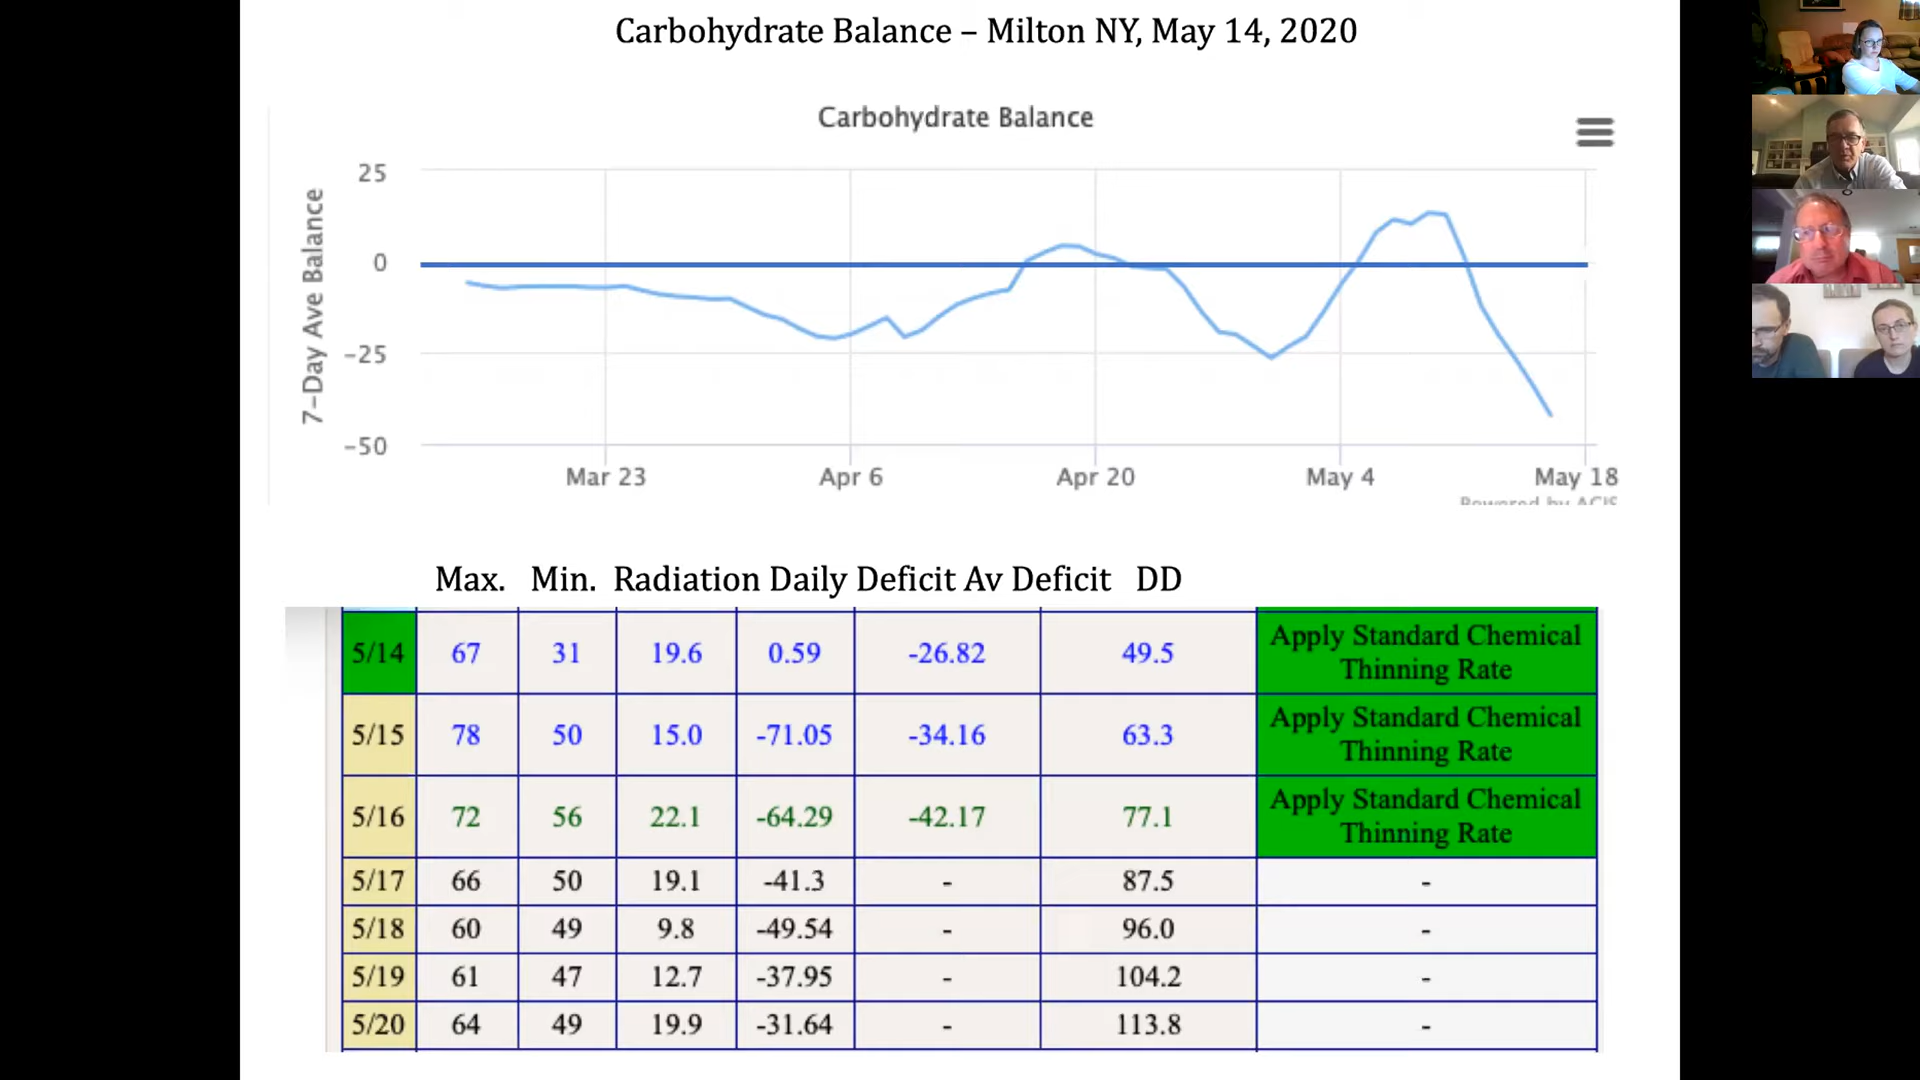 Carbohydrate Balance – Milton NY, May 14, 2020
Carbohydrate Balance
25
0
-25
-50
7-Day Ave Balance
Mar 23 Apr 6 Apr 20 May 4 May 18
Powered by ACIS
Max. Min. Radiation Daily Deficit Av Deficit DD
5/14 67 31 19.6 0.59 -26.82 49.5 Apply Standard Chemical
Thinning Rate
5/15 78 50 15.0 -71.05 -34.16 63.3 Apply Standard Chemical
Thinning Rate
5/16 72 56 22.1 -64.29 -42.17 77.1 Apply Standard Chemical
Thinning Rate
5/17 66 50 19.1 -41.3 - 87.5 -
5/18 60 49 9.8 -49.54 - 96.0 -
5/19 61 47 12.7 -37.95 - 104.2 -
5/20 64 49 19.9 -31.64 - 113.8 -